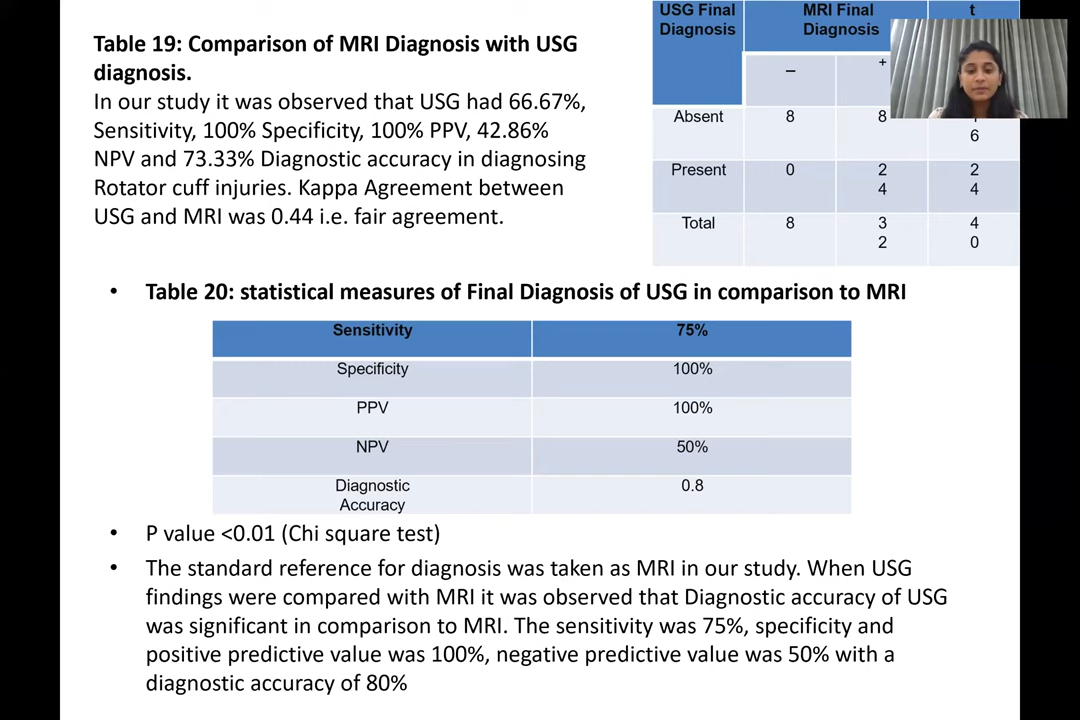 Table 19: Comparison of MRI Diagnosis with USG
diagnosis.
In our study it was observed that USG had 66.67%,
Sensitivity, 100% Specificity, 100% PPV, 42.86%
NPV and 73.33% Diagnostic accuracy in diagnosing
Rotator cuff injuries. Kappa Agreement between
USG and MRI was 0.44 i.e. fair agreement.
USG Final MRI Final t
Diagnosis Diagnosis
– +
Absent 8 8
6
Present 0 2 2
4 4
Total 8 3 4
2 0
• Table 20: statistical measures of Final Diagnosis of USG in comparison to MRI
Sensitivity 75%
Specificity 100%
PPV 100%
NPV 50%
Diagnostic 0.8
Accuracy
• P value <0.01 (Chi square test)
• The standard reference for diagnosis was taken as MRI in our study. When USG
findings were compared with MRI it was observed that Diagnostic accuracy of USG
was significant in comparison to MRI. The sensitivity was 75%, specificity and
positive predictive value was 100%, negative predictive value was 50% with a
diagnostic accuracy of 80%